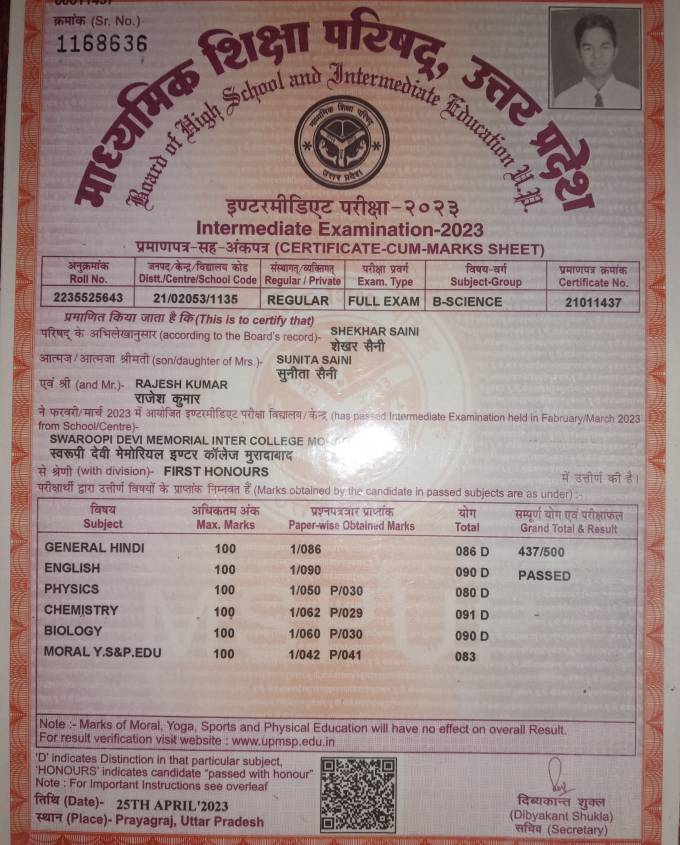 क्रमांक (Sr. No.)
1168636
माध्यमिक शिक्षा परिषद्, उत्तर प्रदेश
Board of High School and Intermediate Education U.P.
माध्यमिक शिक्षा परिषद
उत्तर प्रदेश
इण्टरमीडिएट परीक्षा-२०२३
Intermediate Examination-2023
प्रमाणपत्र-सह-अंकपत्र (CERTIFICATE-CUM-MARKS SHEET)
अनुक्रमांक जनपद/केन्द्र/विद्यालय कोड संस्थागत/व्यक्तिगत परीक्षा प्रवर्ग विषय-वर्ग प्रमाणपत्र क्रमांक
Roll No. Distt./Centre/School Code Regular / Private Exam. Type Subject-Group Certificate No.
2235525643 21/02053/1135 REGULAR FULL EXAM B-SCIENCE 21011437
प्रमाणित किया जाता है कि (This is to certify that)
परिषद् के अभिलेखानुसार (according to the Board's record)- SHEKHAR SAINI
शेखर सैनी
आत्मज/आत्मजा श्रीमती (son/daughter of Mrs.)- SUNITA SAINI
सुनीता सैनी
एवं श्री (and Mr.)- RAJESH KUMAR
राजेश कुमार
ने फरवरी/मार्च 2023 में आयोजित इण्टरमीडिएट परीक्षा विद्यालय/केन्द्र (has passed Intermediate Examination held in Fabruary/March 2023
from School/Centre)-
SWAROOPI DEVI MEMORIAL INTER COLLEGE
स्वरूपी देवी मेमोरियल इण्टर कॉलेज मुरादाबाद
से श्रेणी (with division)- FIRST HONOURS में उत्तीर्ण की है।
परीक्षार्थी द्वारा उत्तीर्ण विषयों के प्राप्तांक निम्नवत हैं (Marks obtained by the candidate in passed subjects are as under) :-
विषय अधिकतम अंक प्रश्नपत्रवार प्राप्तांक योग सम्पूर्ण योग एवं परीक्षाफल
Subject Max. Marks Paper-wise Obtained Marks Total Grand Total & Result
GENERAL HINDI 100 1/086 086 D 437/500
ENGLISH 100 1/090 090 D PASSED
PHYSICS 100 1/050 P/030 080 D
CHEMISTRY 100 1/062 P/029 091 D
BIOLOGY 100 1/060 P/030 090 D
MORAL Y.S&P.EDU 100 1/042 P/041 083
Note :- Marks of Moral, Yoga, Sports and Physical Education will have no effect on overall Result.
For result verification visit website : www.upmsp.edu.in
'D' indicates Distinction in that particular subject,
'HONOURS' indicates candidate "passed with honour"
Note : For Important Instructions see overleaf
तिथि (Date)- 25TH APRIL'2023
स्थान (Place)- Prayagraj, Uttar Pradesh
दिब्यकान्त शुक्ल
(Dibyakant Shukla)
सचिव (Secretary)